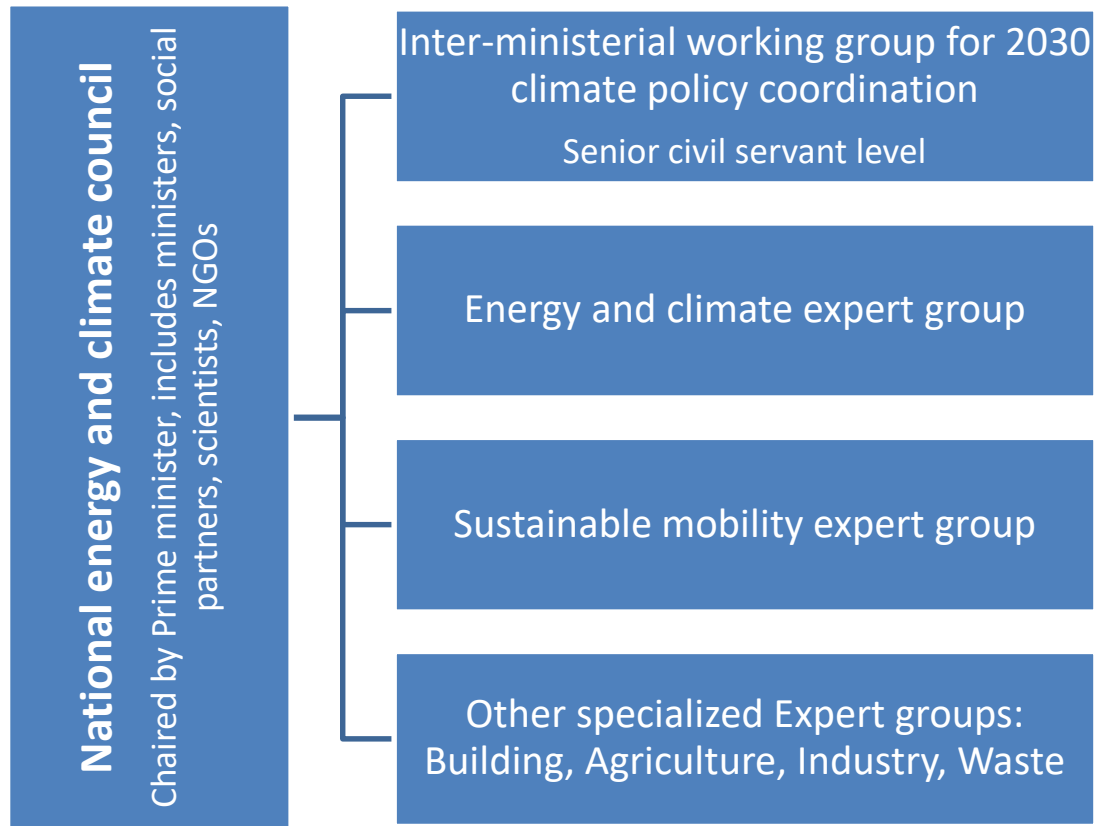 National energy and climate council
Chaired by Prime minister, includes ministers, social
partners, scientists, NGOs
Inter-ministerial working group for 2030
climate policy coordination
Senior civil servant level
Energy and climate expert group
Sustainable mobility expert group
Other specialized Expert groups:
Building, Agriculture, Industry, Waste